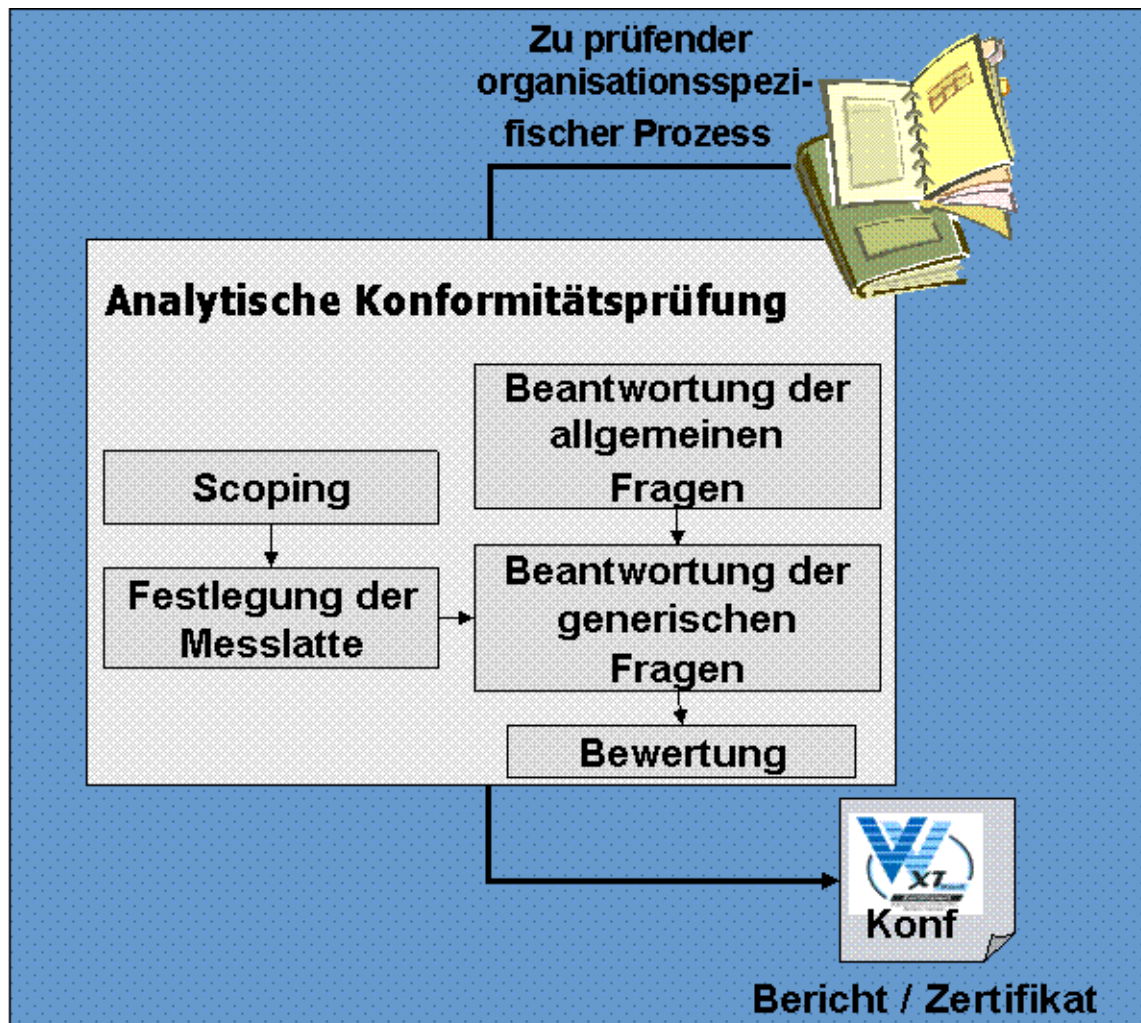 Zu prüfender
organisationsspezi-
fischer Prozess
Analytische Konformitätsprüfung
Beantwortung der
allgemeinen
Fragen
Scoping
Festlegung der
Messlatte
Beantwortung der
generischen
Fragen
Bewertung
XT
Konf
Bericht / Zertifikat